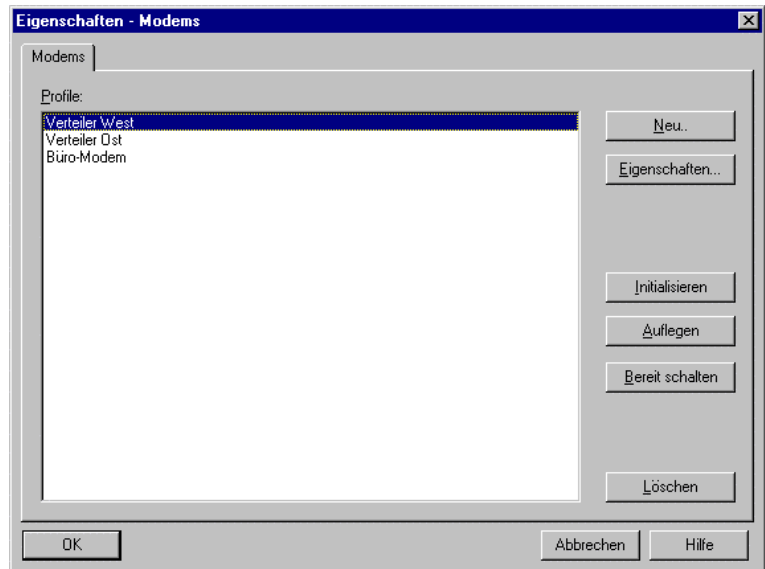 Eigenschaften - Modems
Modems
Profile:
Verteiler West
Verteiler Ost
Büro-Modem
Neu..
Eigenschaften...
Initialisieren
Auflegen
Bereit schalten
Löschen
OK
Abbrechen
Hilfe